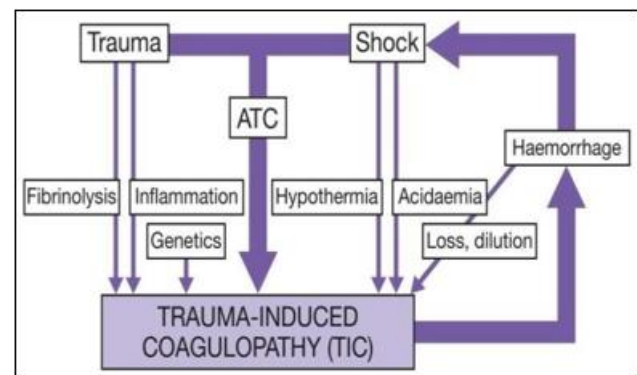 Trauma
Shock
ATC
Haemorrhage
Fibrinolysis
Inflammation
Hypothermia
Acidaemia
Genetics
Loss, dilution
TRAUMA-INDUCED
COAGULOPATHY (TIC)